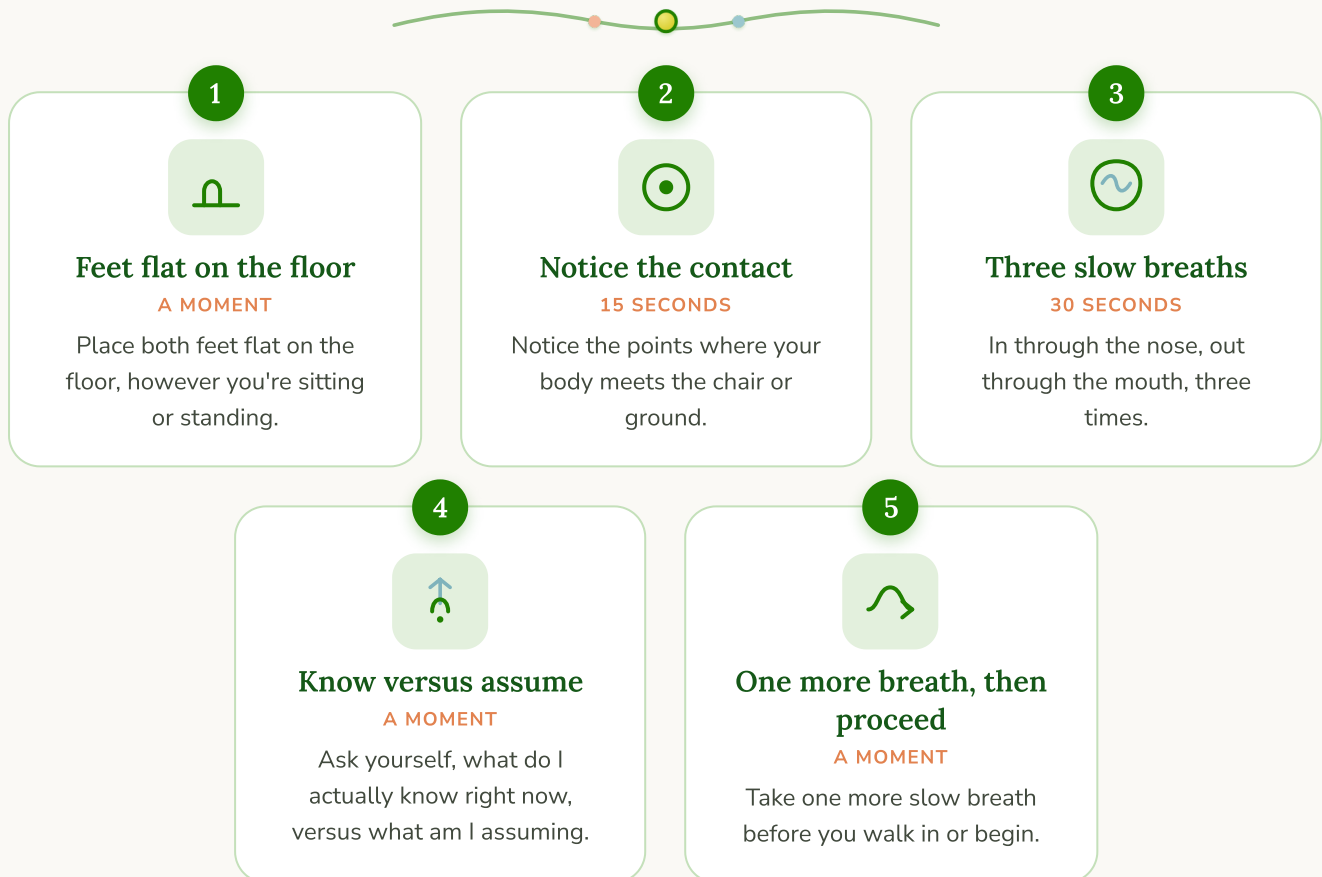 1
2
3
Feet flat on the floor
A MOMENT
Place both feet flat on the
floor, however you're sitting
or standing.
Notice the contact
15 SECONDS
Notice the points where your
body meets the chair or
ground.
Three slow breaths
30 SECONDS
In through the nose, out
through the mouth, three
times.
4
5
Know versus assume
A MOMENT
Ask yourself, what do I
actually know right now,
versus what am I assuming.
One more breath, then
proceed
A MOMENT
Take one more slow breath
before you walk in or begin.